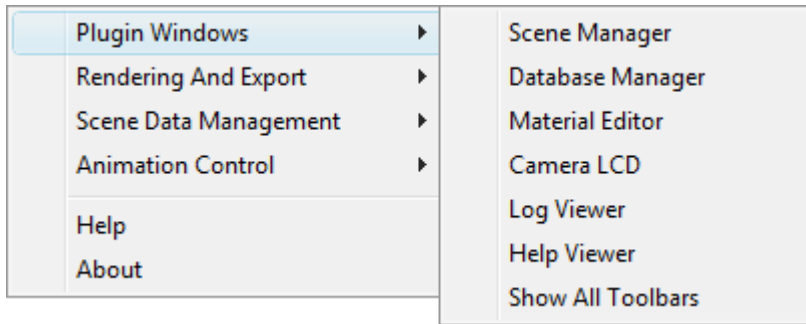 Plugin Windows
Rendering And Export
Scene Data Management
Animation Control
Help
About
Scene Manager
Database Manager
Material Editor
Camera LCD
Log Viewer
Help Viewer
Show All Toolbars